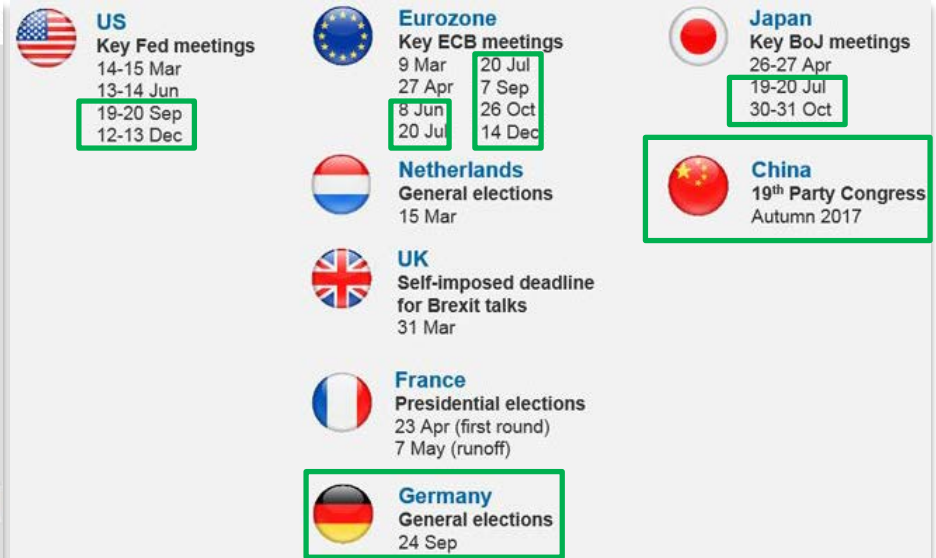 US
Key Fed meetings
14-15 Mar
13-14 Jun
19-20 Sep
12-13 Dec
Eurozone
Key ECB meetings
9 Mar 20 Jul
27 Apr 7 Sep
8 Jun 26 Oct
20 Jul 14 Dec
Netherlands
General elections
15 Mar
UK
Self-imposed deadline
for Brexit talks
31 Mar
France
Presidential elections
23 Apr (first round)
7 May (runoff)
Germany
General elections
24 Sep
Japan
Key BoJ meetings
26-27 Apr
19-20 Jul
30-31 Oct
China
19th Party Congress
Autumn 2017